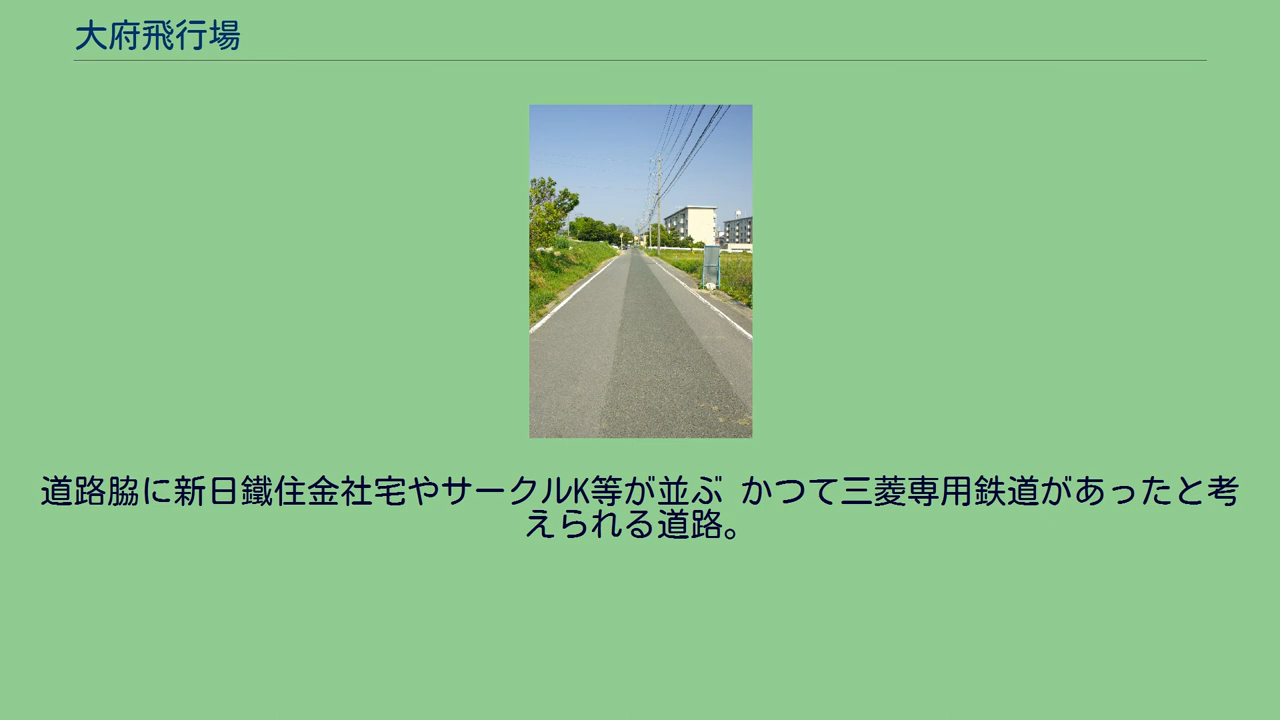 大府飛行場
道路脇に新日鐵住金社宅やサークルK等が並ぶ かつて三菱専用鉄道があったと考
えられる道路。